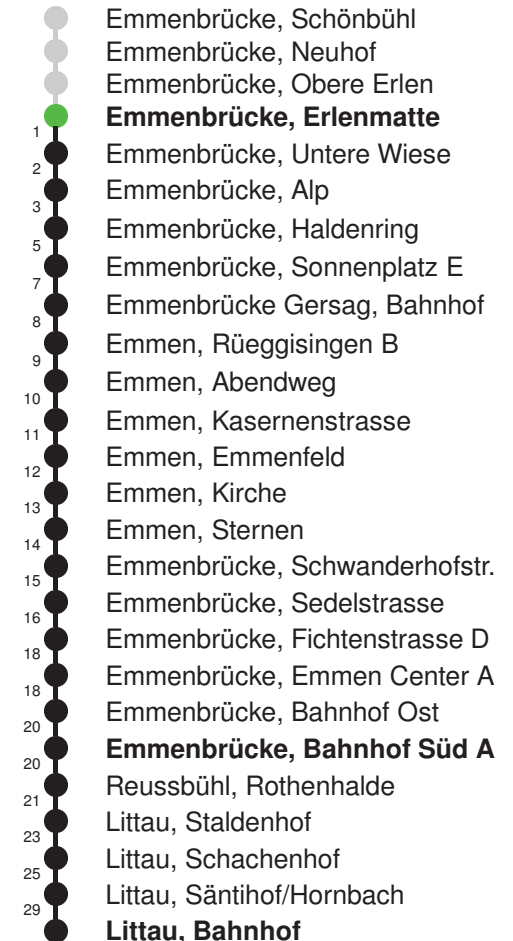 Emmenbrücke, Schönbühl
Emmenbrücke, Neuhof
Emmenbrücke, Obere Erlen
Emmenbrücke, Erlenmatte
1
Emmenbrücke, Untere Wiese
2
Emmenbrücke, Alp
3
Emmenbrücke, Haldenring
5
Emmenbrücke, Sonnenplatz E
7
Emmenbrücke Gersag, Bahnhof
8
Emmen, Rüeggisingen B
9
Emmen, Abendweg
10
Emmen, Kasernenstrasse
11
Emmen, Emmenfeld
12
Emmen, Kirche
13
Emmen, Sternen
14
Emmenbrücke, Schwanderhofstr.
15
Emmenbrücke, Sedelstrasse
16
Emmenbrücke, Fichtenstrasse D
18
Emmenbrücke, Emmen Center A
18
Emmenbrücke, Bahnhof Ost
20
Emmenbrücke, Bahnhof Süd A
20
Reussbühl, Rothenhalde
21
Littau, Staldenhof
23
Littau, Schachenhof
25
Littau, Säntihof/Hornbach
29
Littau, Bahnhof